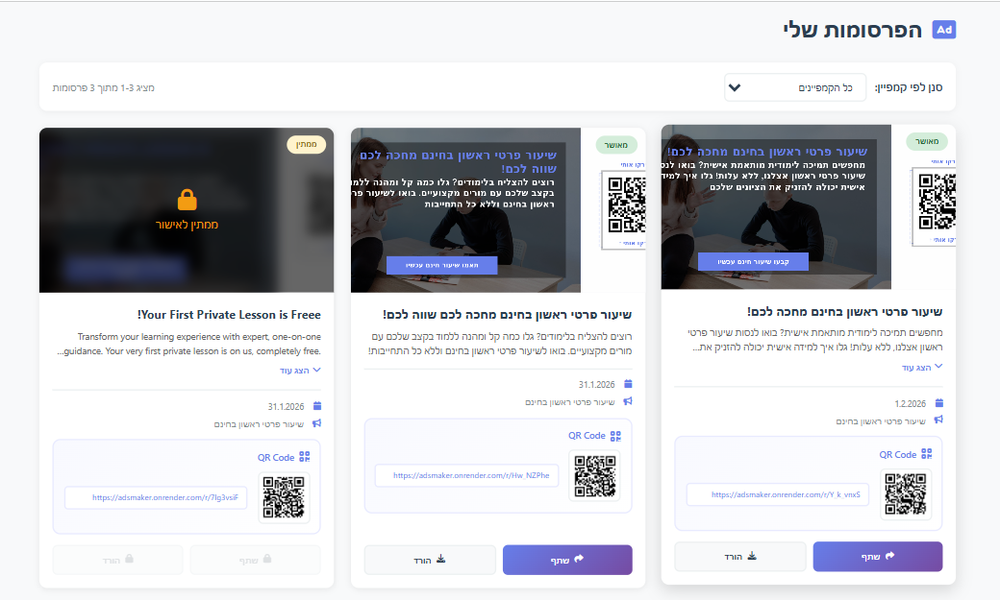 Ad הפרסומות שלי
סנן לפי קמפיין:
כל הקמפיינים
מציג 1-3 מתוך 3 פרסומות
מאושר
שיעור פרטי ראשון בחינם מחכה לכם!
מחפשים תמיכה לימודית מותאמת אישית? בואו לנסות
שיעור פרטי ראשון אצלנו, ללא עלות! גלו איך למידה
אישית יכולה להזניק את הציונים שלכם
קבעו שיעור חינם עכשיו
שיעור פרטי ראשון בחינם מחכה לכם!
מחפשים תמיכה לימודית מותאמת אישית? בואו לנסות שיעור פרטי
ראשון אצלנו, ללא עלות! גלו איך למידה אישית יכולה להזניק את...
הצג עוד
1.2.2026
שיעור פרטי ראשון בחינם
QR Code
https://adsmaker.onrender.com/r/Y_k_vnxS
שתף
הורד
מאושר
שיעור פרטי ראשון בחינם מחכה לכם
שווה לכם!
רוצים להצליח בלימודים? גלו כמה קל ומהנה ללמו
בקצב שלכם עם מורים מקצועיים. בואו לשיעור פר
ראשון בחינם וללא כל התחייבות
תאמו שיעור חינם עכשיו
שיעור פרטי ראשון בחינם מחכה לכם שווה לכם!
רוצים להצליח בלימודים? גלו כמה קל ומהנה ללמוד בקצב שלכם עם
מורים מקצועיים. בואו לשיעור פרטי ראשון בחינם וללא כל התחייבות!
31.1.2026
שיעור פרטי ראשון בחינם
QR Code
https://adsmaker.onrender.com/r/Hw_NZPhe
שתף
הורד
ממתין
ממתין לאישור
!Your First Private Lesson is Freee
Transform your learning experience with expert, one-on-one
...guidance. Your very first private lesson is on us, completely free.
הצג עוד
31.1.2026
שיעור פרטי ראשון בחינם
QR Code
https://adsmaker.onrender.com/r/7lg3vsiF
שתף
הורד